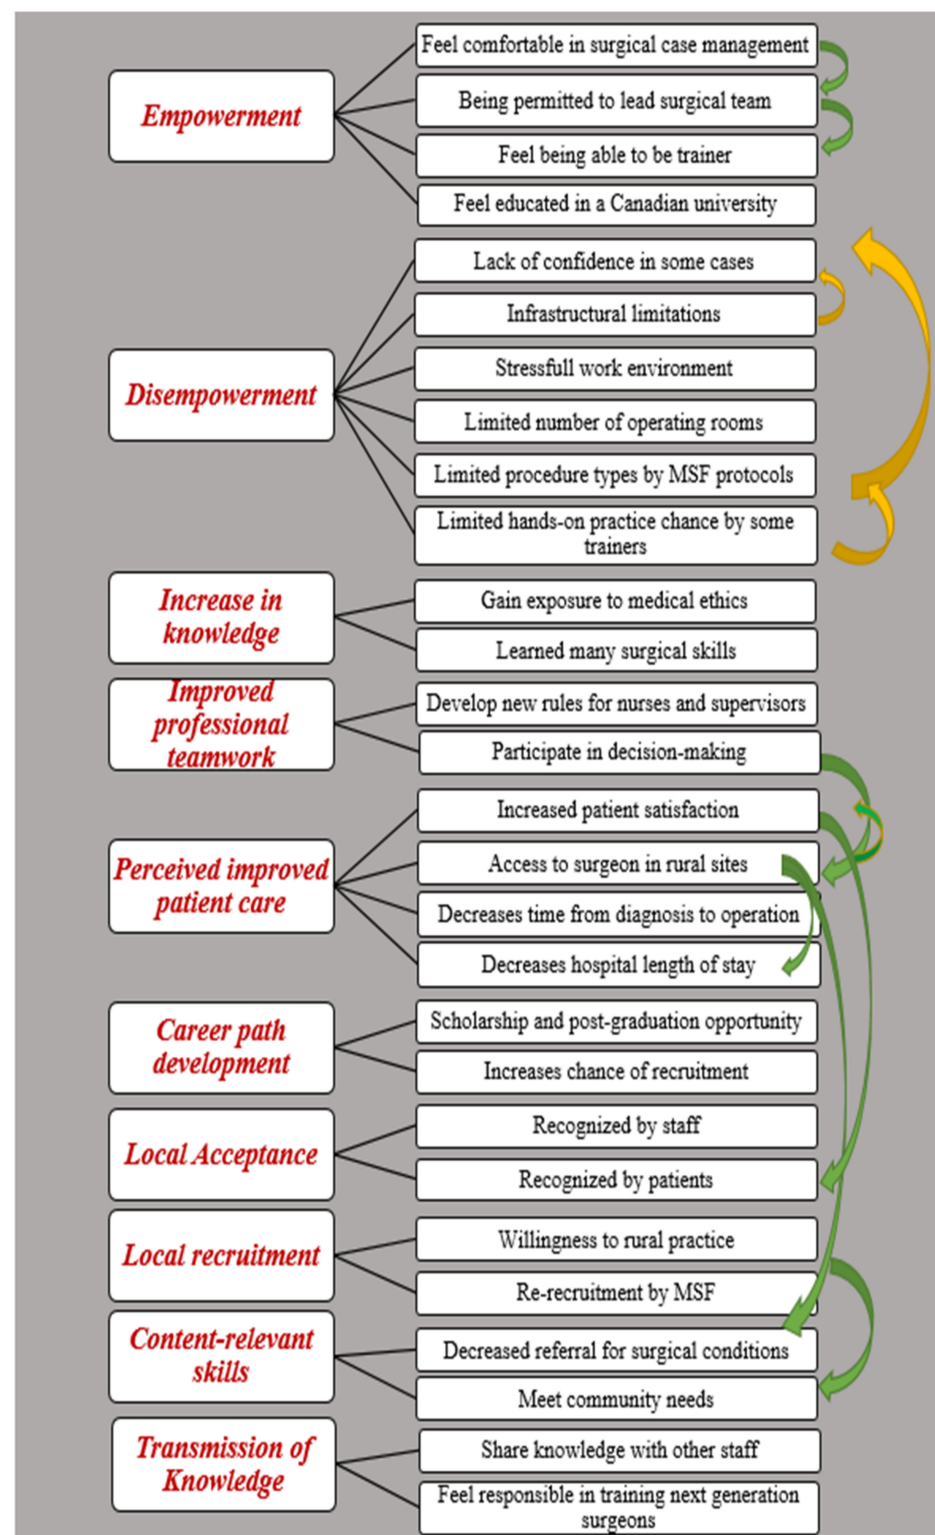 Empowerment
Feel comfortable in surgical case management
Being permitted to lead surgical team
Feel being able to be trainer
Feel educated in a Canadian university
Disempowerment
Lack of confidence in some cases
Infrastructural limitations
Stressfull work environment
Limited number of operating rooms
Limited procedure types by MSF protocols
Limited hands-on practice chance by some
trainers
Increase in
knowledge
Gain exposure to medical ethics
Learned many surgical skills
Improved
professional
teamwork
Develop new rules for nurses and supervisors
Participate in decision-making
Perceived improved
patient care
Increased patient satisfaction
Access to surgeon in rural sites
Decreases time from diagnosis to operation
Decreases hospital length of stay
Career path
development
Scholarship and post-graduation opportunity
Increases chance of recruitment
Local Acceptance
Recognized by staff
Recognized by patients
Local recruitment
Willingness to rural practice
Re-recruitment by MSF
Content-relevant
skills
Decreased referral for surgical conditions
Meet community needs
Transmission of
Knowledge
Share knowledge with other staff
Feel responsible in training next generation
surgeons